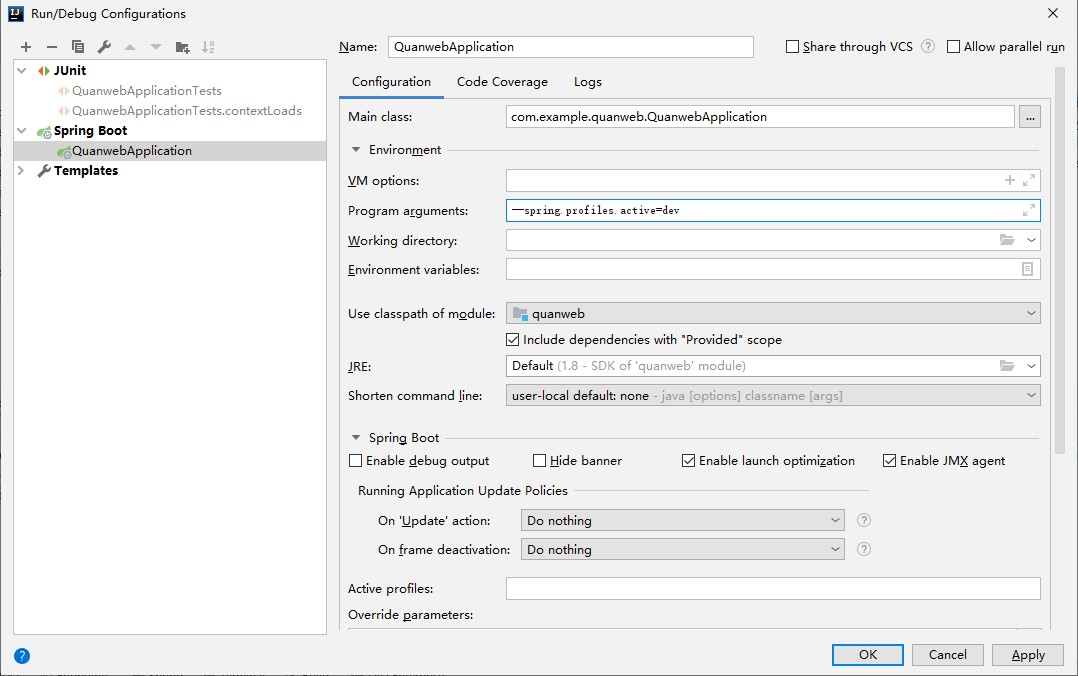 Run/Debug Configurations
Name: QuanwebApplication
Share through VCS ? Allow parallel run
JUnit
QuanwebApplicationTests
QuanwebApplicationTests.contextLoads
Spring Boot
QuanwebApplication
Templates
Configuration Code Coverage Logs
Main class: com.example.quanweb.QuanwebApplication ...
Environment
VM options:
Program arguments: —spring.profiles.active=dev
Working directory:
Environment variables:
Use classpath of module: quanweb
Include dependencies with "Provided" scope
JRE: Default (1.8 - SDK of 'quanweb' module)
Shorten command line: user-local default: none - java [options] classname [args]
Spring Boot
Enable debug output Hide banner Enable launch optimization Enable JMX agent
Running Application Update Policies
On 'Update' action: Do nothing ?
On frame deactivation: Do nothing ?
Active profiles:
Override parameters:
? OK Cancel Apply